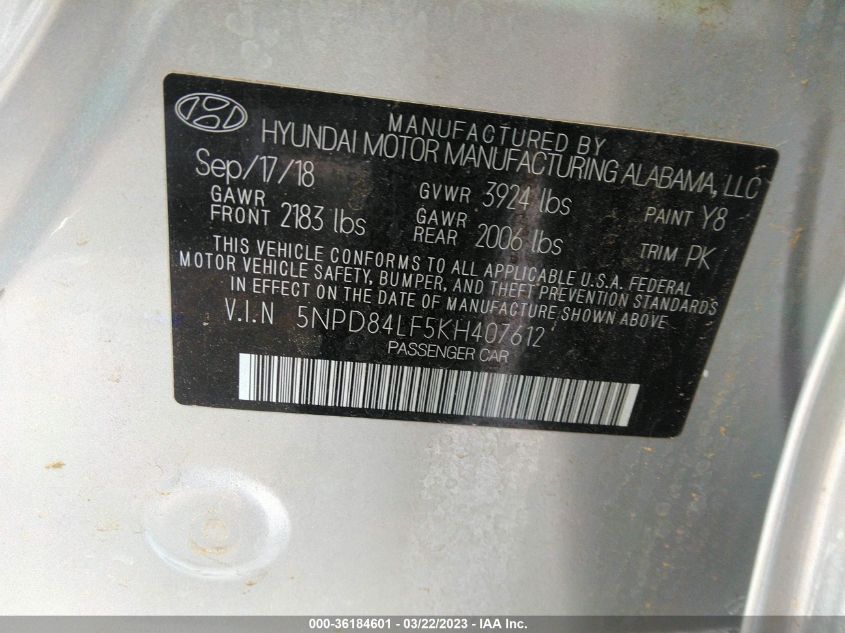 MANUFACTURED BY
HYUNDAI MOTOR MANUFACTURING ALABAMA, LLC
Sep/17/18 GVWR 3924 lbs PAINT Y8
GAWR FRONT 2183 lbs GAWR REAR 2006 lbs TRIM PK
THIS VEHICLE CONFORMS TO ALL APPLICABLE U.S.A. FEDERAL
MOTOR VEHICLE SAFETY, BUMPER, AND THEFT PREVENTION STANDARDS
IN EFFECT ON THE DATE OF MANUFACTURE SHOWN ABOVE
V.I.N 5NPD84LF5KH407612
PASSENGER CAR
000-36184601 - 03/22/2023 - IAA Inc.